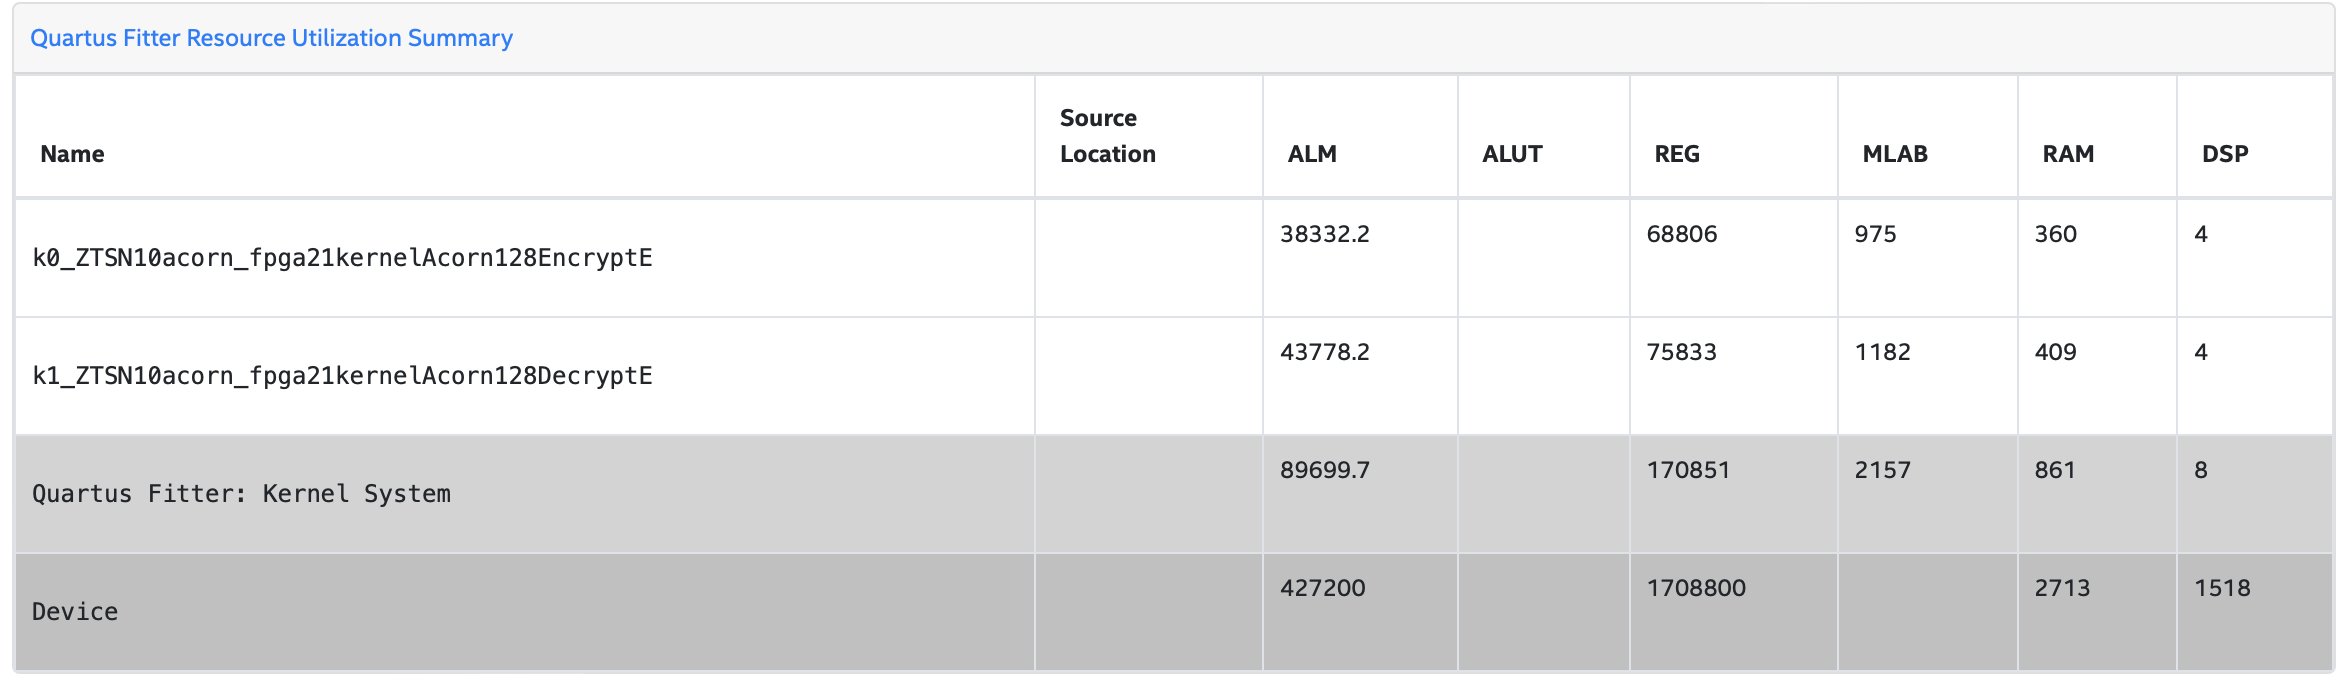 Quartus Fitter Resource Utilization Summary
Name Source Location ALM ALUT REG MLAB RAM DSP
k0_ZTSN10acorn_fpga21kernelAcorn128EncryptE 38332.2 68806 975 360 4
k1_ZTSN10acorn_fpga21kernelAcorn128DecryptE 43778.2 75833 1182 409 4
Quartus Fitter: Kernel System 89699.7 170851 2157 861 8
Device 427200 1708800 2713 1518